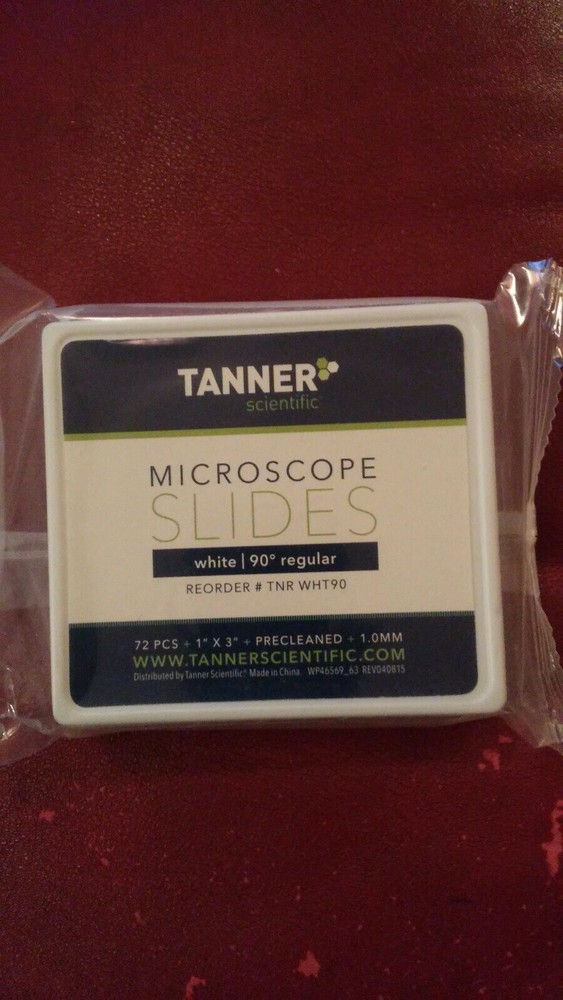 TANNER
scientific
MICROSCOPE
SLIDES
white | 90° regular
REORDER # TNR WHT90
72 PCS + 1" X 3" + PRECLEANED + 1.0MM
WWW.TANNERSCIENTIFIC.COM
Distributed by Tanner Scientific® Made in China WP46569_63 REV040815